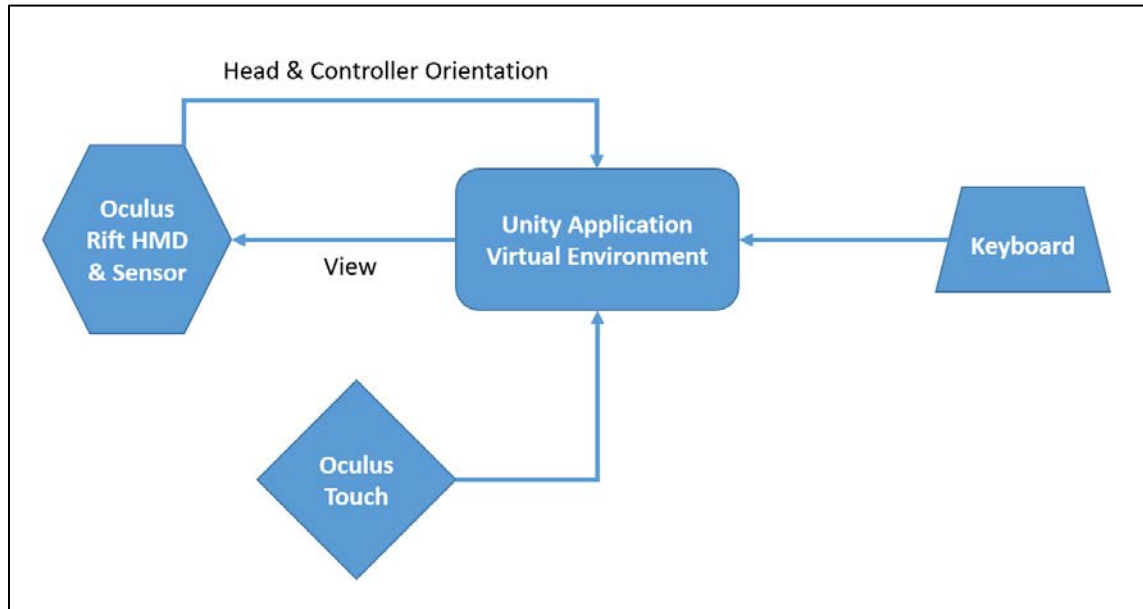 Head & Controller Orientation
Oculus
Rift HMD
& Sensor
View
Unity Application
Virtual Environment
Keyboard
Oculus
Touch